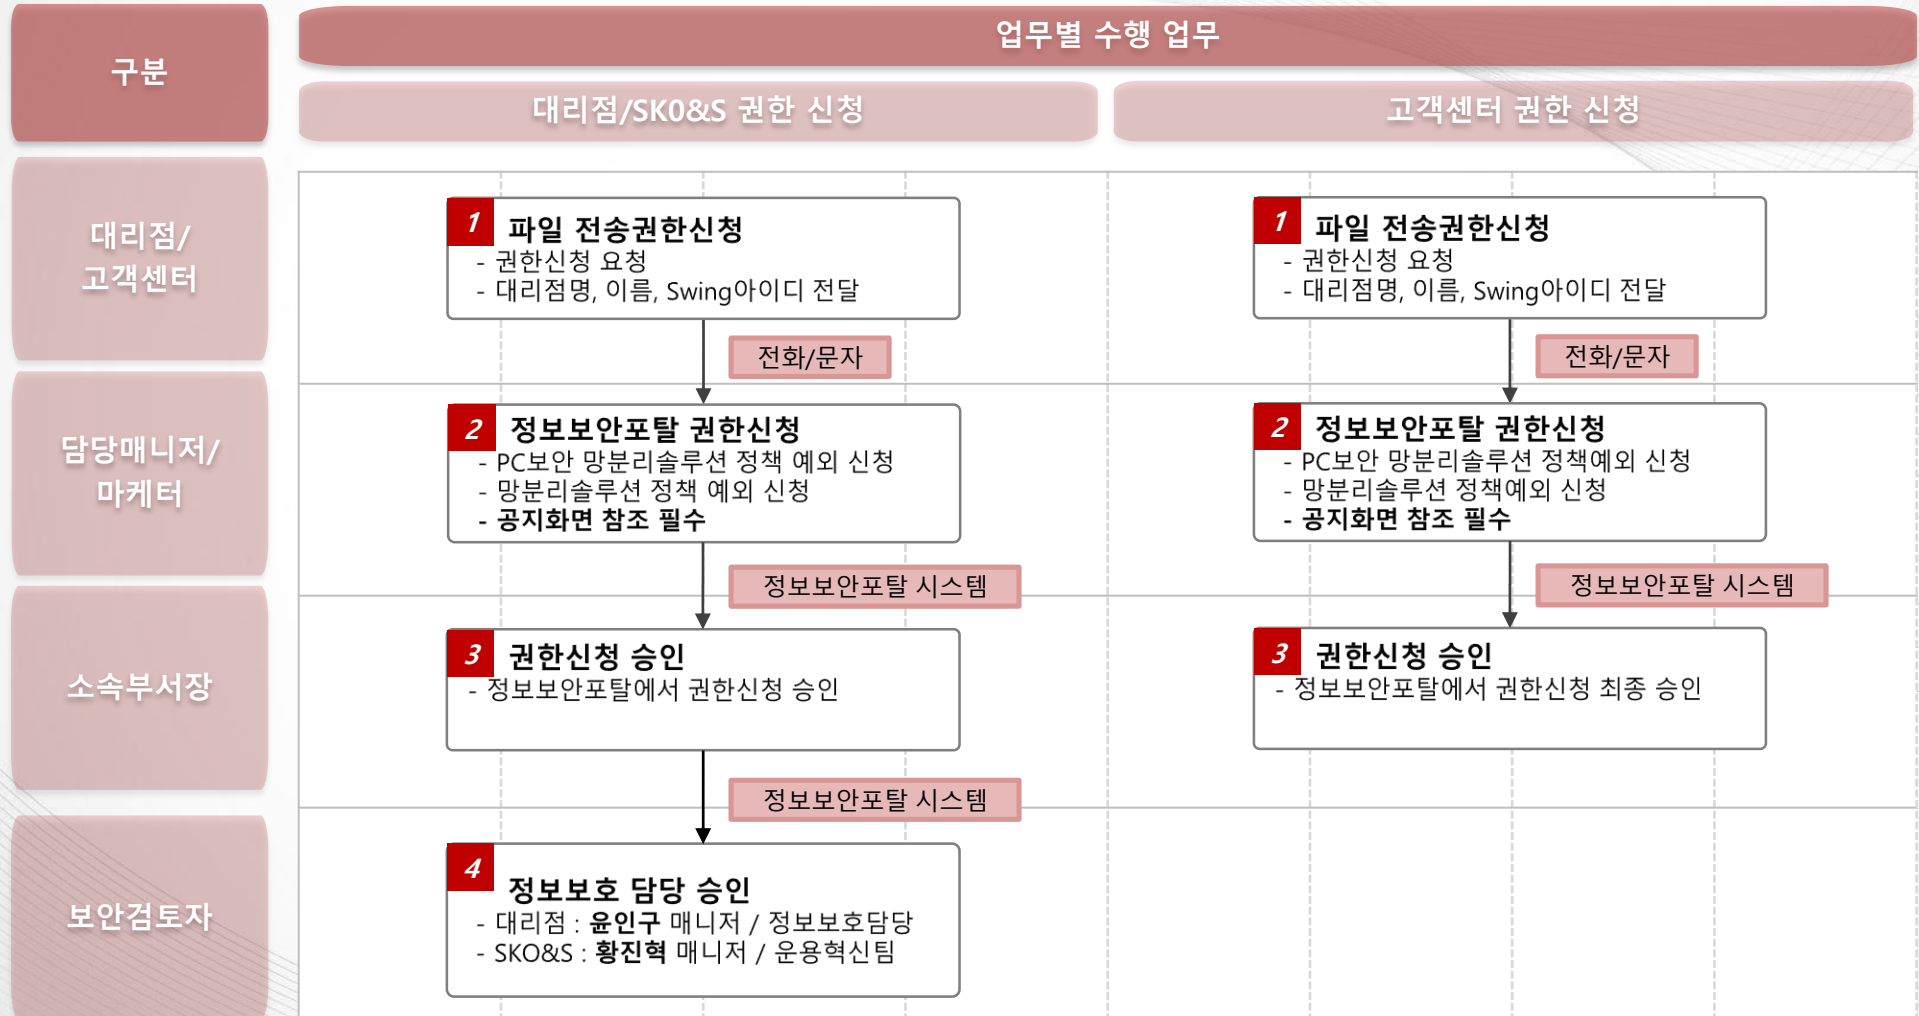 구분
업무별 수행 업무
대리점/SKO&S 권한 신청
고객센터 권한 신청
대리점/
고객센터
1 파일 전송권한신청
- 권한신청 요청
- 대리점명, 이름, Swing아이디 전달
전화/문자
1 파일 전송권한신청
- 권한신청 요청
- 대리점명, 이름, Swing아이디 전달
전화/문자
담당매니저/
마케터
2 정보보안포탈 권한신청
- PC보안 망분리솔루션 정책 예외 신청
- 망분리솔루션 정책 예외 신청
- 공지화면 참조 필수
정보보안포탈 시스템
2 정보보안포탈 권한신청
- PC보안 망분리솔루션 정책예외 신청
- 망분리솔루션 정책예외 신청
- 공지화면 참조 필수
정보보안포탈 시스템
소속부서장
3 권한신청 승인
- 정보보안포탈에서 권한신청 승인
정보보안포탈 시스템
3 권한신청 승인
- 정보보안포탈에서 권한신청 최종 승인
보안검토자
4 정보보호 담당 승인
- 대리점 : 윤인구 매니저 / 정보보호담당
- SKO&S : 황진혁 매니저 / 운용혁신팀